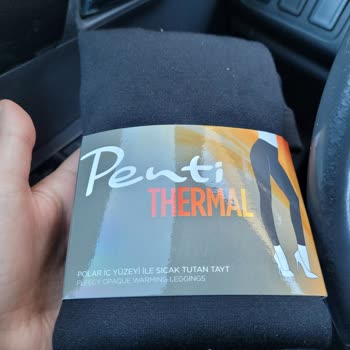 Penti
THERMAL
POLAR İÇ YÜZEYİ İLE SICAK TUTAN TAYT
FLEECY OPAQUE WARMING LEGGINGS